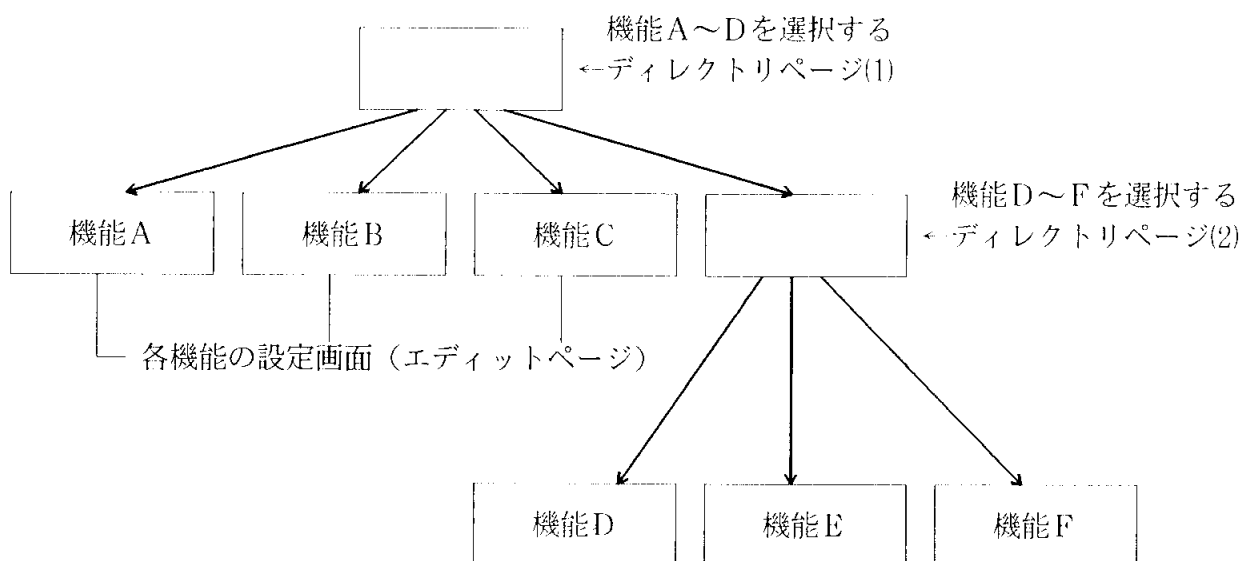 機能A～Dを選択する
←ディレクトリページ(1)
機能A
機能B
機能C
機能D～Fを選択する
←ディレクトリページ(2)
各機能の設定画面（エディットページ）
機能D
機能E
機能F